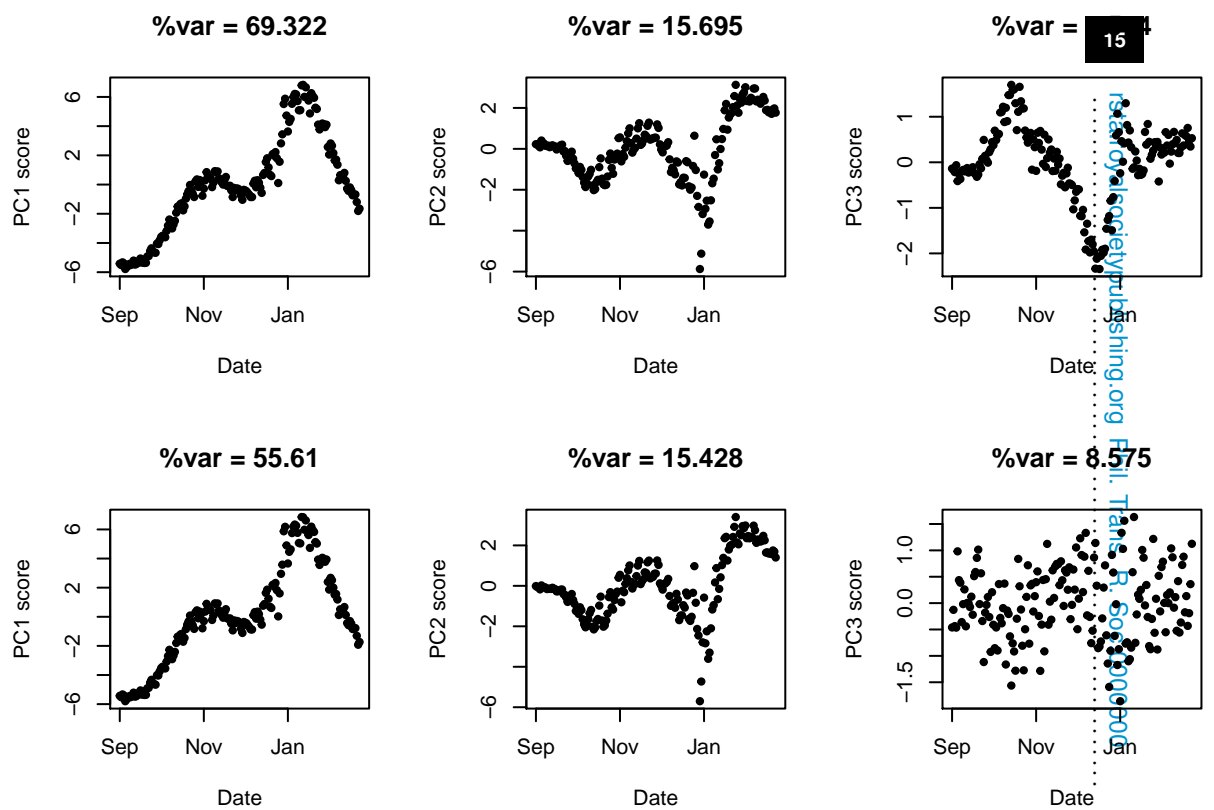 %var = 69.322
%var = 15.695
%var =
15
PC1 score
6
2
−2
−6
Sep
Nov
Jan
Date
PC2 score
2
0
−2
−6
Sep
Nov
Jan
Date
PC3 score
1
0
−1
−2
Sep
Nov
Jan
Date
%var = 55.61
%var = 15.428
%var = 8.575
PC1 score
6
2
−2
−6
Sep
Nov
Jan
Date
PC2 score
2
0
−2
−6
Sep
Nov
Jan
Date
PC3 score
1.0
0.0
−1.5
Sep
Nov
Jan
Date
rsta.royalsocietypublishing.org Phil. Trans. R. Soc. 0000000